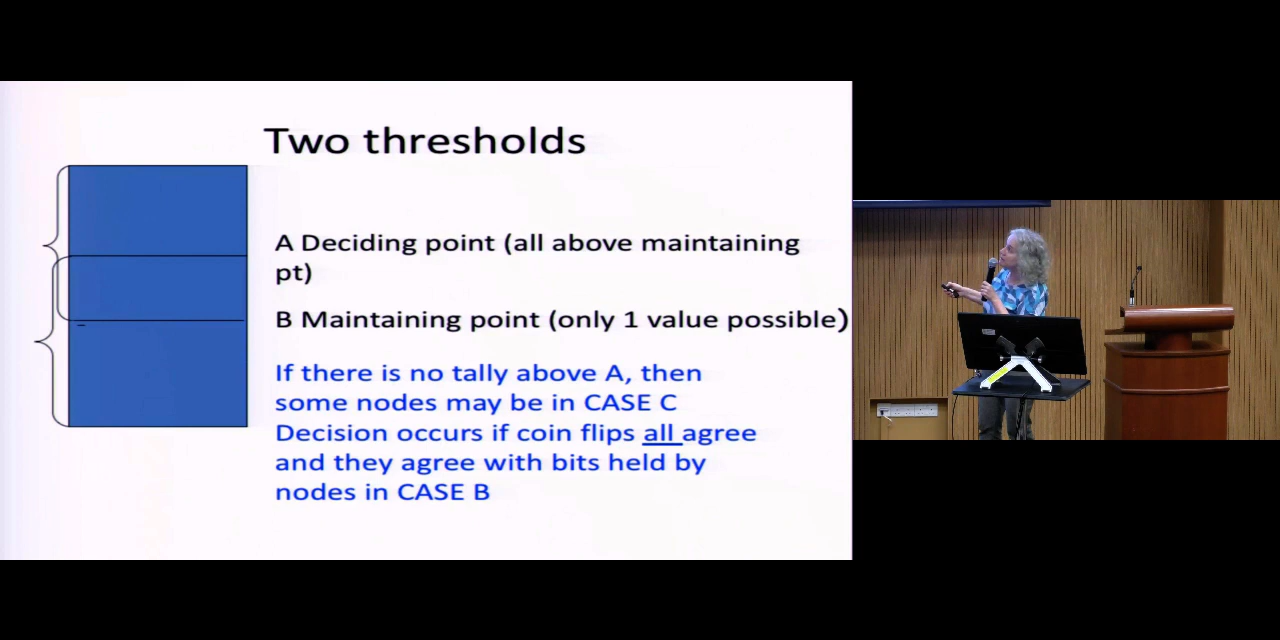 Two thresholds
A Deciding point (all above maintaining
pt)
B Maintaining point (only 1 value possible)
If there is no tally above A, then
some nodes may be in CASE C
Decision occurs if coin flips all agree
and they agree with bits held by
nodes in CASE B